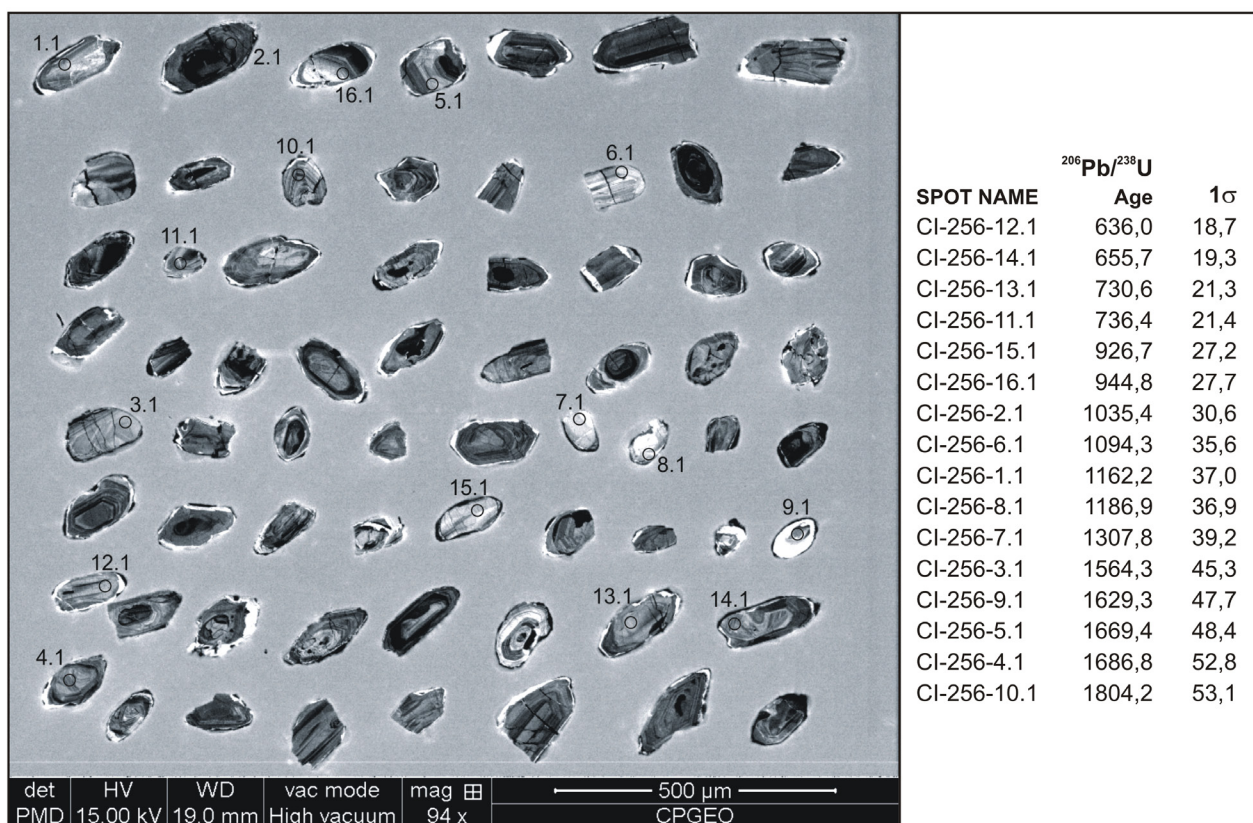 1.1
2.1
16.1
5.1
10.1
6.1
11.1
3.1
7.1
8.1
15.1
9.1
12.1
13.1
14.1
4.1
det HV WD vac mode mag ⊞ 500 µm
PMD 15.00 kV 19.0 mm High vacuum 94 x CPGEO
²⁰⁶Pb/²³⁸U
SPOT NAME Age 1σ
CI-256-12.1 636,0 18,7
CI-256-14.1 655,7 19,3
CI-256-13.1 730,6 21,3
CI-256-11.1 736,4 21,4
CI-256-15.1 926,7 27,2
CI-256-16.1 944,8 27,7
CI-256-2.1 1035,4 30,6
CI-256-6.1 1094,3 35,6
CI-256-1.1 1162,2 37,0
CI-256-8.1 1186,9 36,9
CI-256-7.1 1307,8 39,2
CI-256-3.1 1564,3 45,3
CI-256-9.1 1629,3 47,7
CI-256-5.1 1669,4 48,4
CI-256-4.1 1686,8 52,8
CI-256-10.1 1804,2 53,1